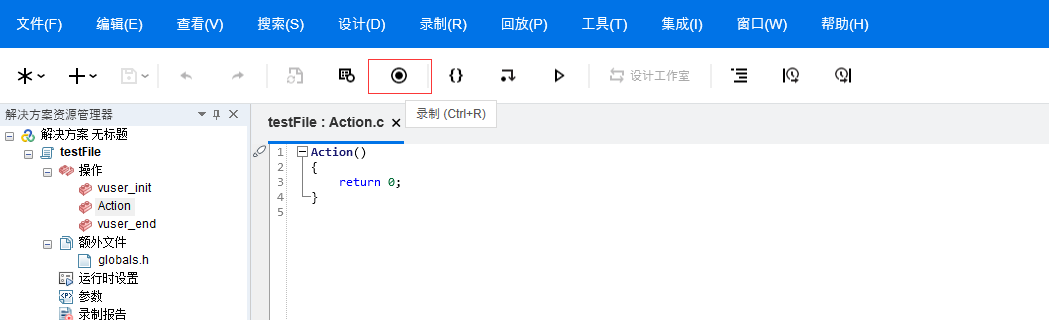 文件(F) 编辑(E) 查看(V) 搜索(S) 设计(D) 录制(R) 回放(P) 工具(T) 集成(I) 窗口(W) 帮助(H)
设计工作室
录制 (Ctrl+R)
解决方案资源管理器
解决方案 无标题
testFile
操作
vuser_init
Action
vuser_end
额外文件
globals.h
运行时设置
参数
录制报告
testFile : Action.c
1 Action()
2 {
3 return 0;
4 }
5